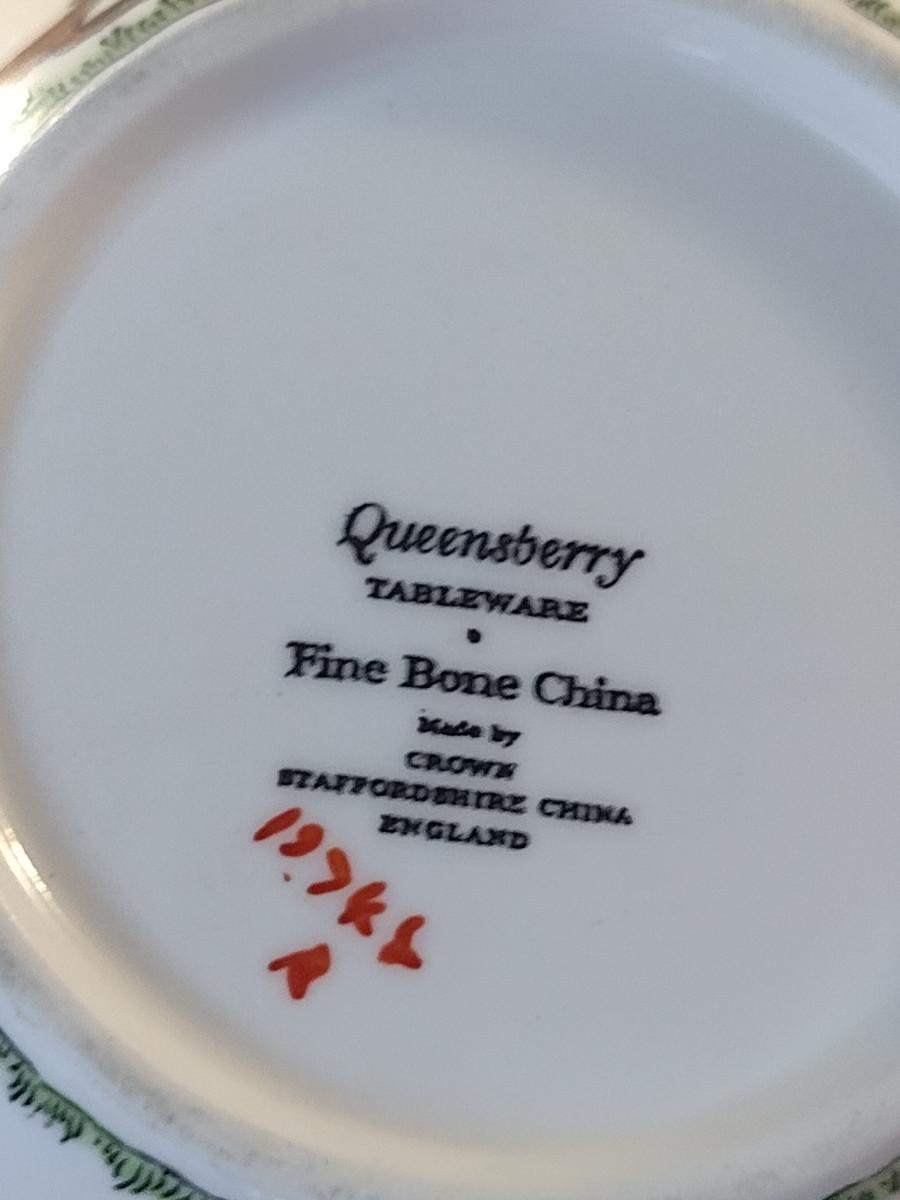 Queensberry
TABLEWARE
•
Fine Bone China
Made by
CROWN
STAFFORDSHIRE CHINA
ENGLAND